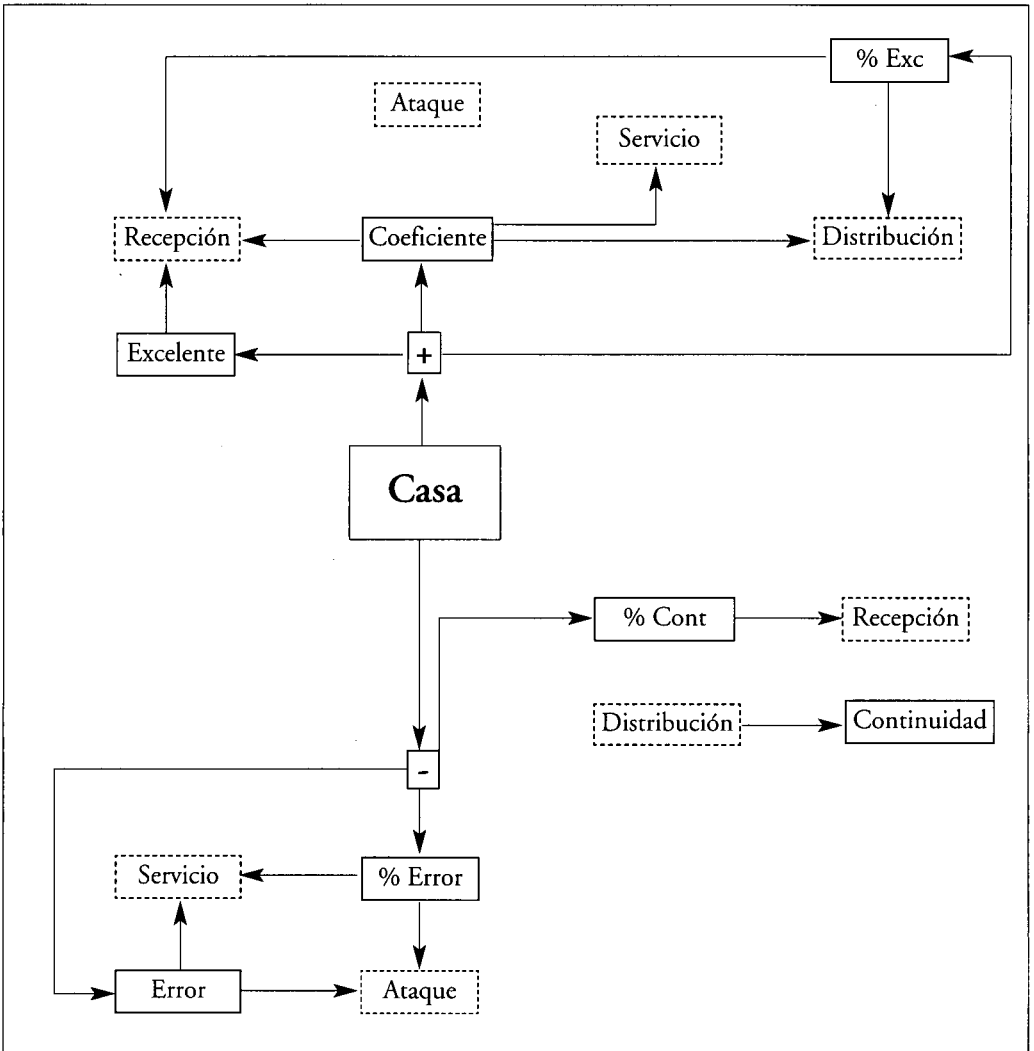 % Exc
Ataque
Servicio
Recepción
Coeficiente
Distribución
Excelente
+
Casa
% Cont
Recepción
Distribución
Continuidad
-
Servicio
% Error
Error
Ataque